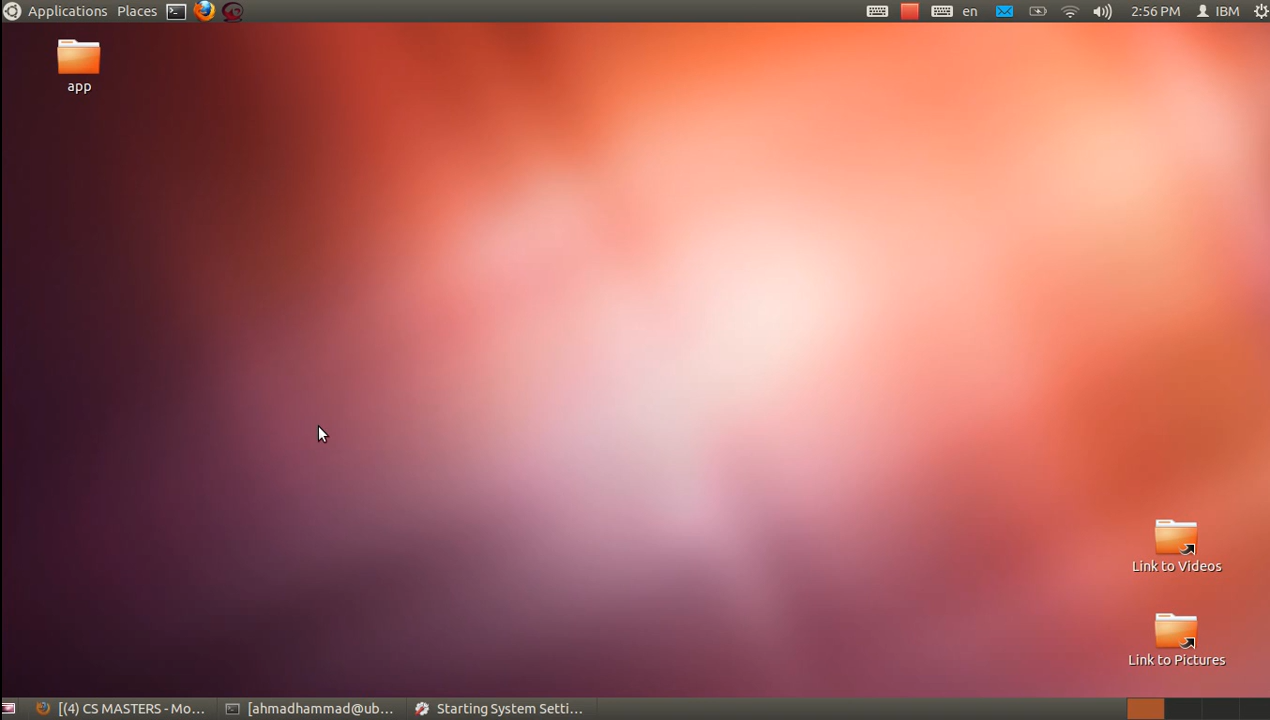 Applications Places en 2:56 PM IBM
app
Link to Videos
Link to Pictures
[(4) CS MASTERS - Mo... [ahmadhammad@ub... Starting System Setti...